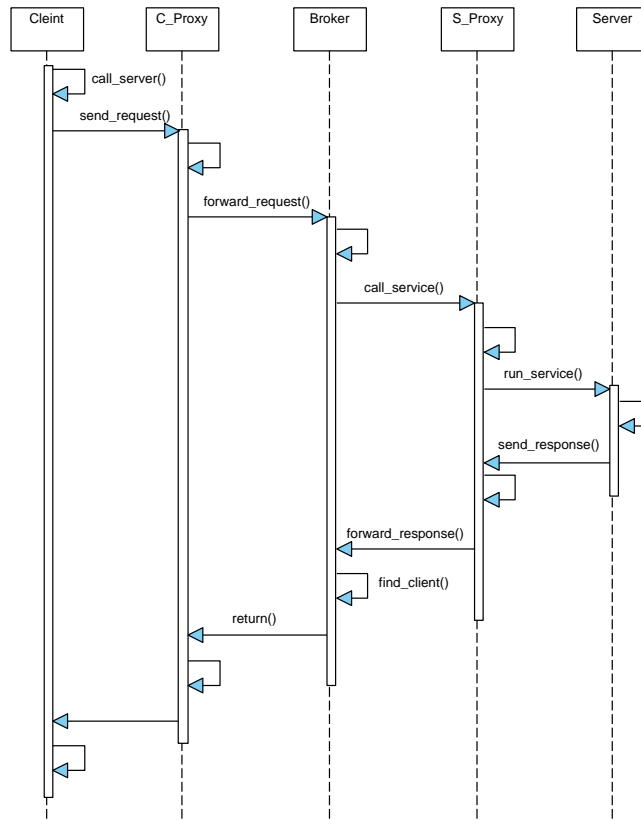 Cleint
C_Proxy
Broker
S_Proxy
Server
call_server()
send_request()
forward_request()
call_service()
run_service()
send_response()
forward_response()
find_client()
return()